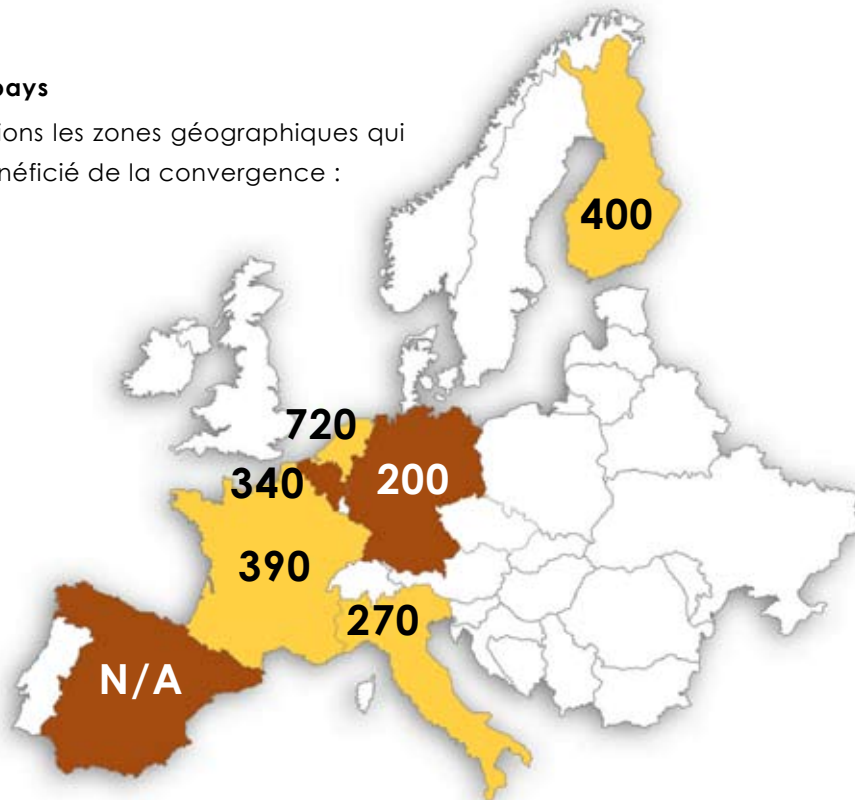 pays
ions les zones géographiques qui
néficié de la convergence :
400
720
340
200
390
270
N/A